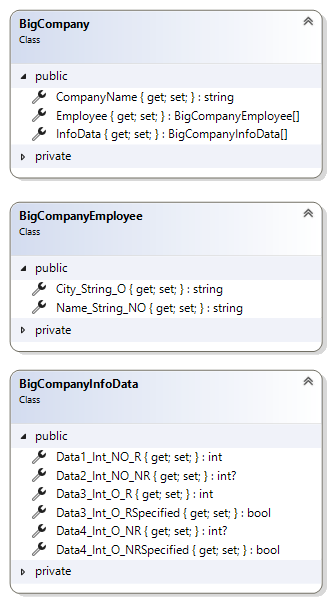 BigCompany
Class
public
CompanyName { get; set; } : string
Employee { get; set; } : BigCompanyEmployee[]
InfoData { get; set; } : BigCompanyInfoData[]
private
BigCompanyEmployee
Class
public
City_String_O { get; set; } : string
Name_String_NO { get; set; } : string
private
BigCompanyInfoData
Class
public
Data1_Int_NO_R { get; set; } : int
Data2_Int_NO_NR { get; set; } : int?
Data3_Int_O_R { get; set; } : int
Data3_Int_O_RSpecified { get; set; } : bool
Data4_Int_O_NR { get; set; } : int?
Data4_Int_O_NRSpecified { get; set; } : bool
private